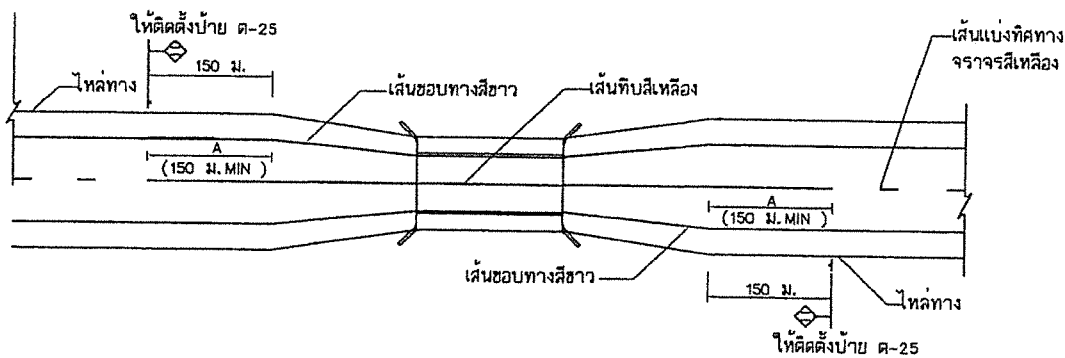 ให้ติดตั้งป้าย ต-25
150 ม.
ไหล่ทาง
เส้นขอบทางสีขาว
เส้นทึบสีเหลือง
เส้นแบ่งทิศทาง
จราจรสีเหลือง
A
(150 ม.MIN )
A
(150 ม.MIN )
เส้นขอบทางสีขาว
150 ม.
ไหล่ทาง
ให้ติดตั้งป้าย ต-25